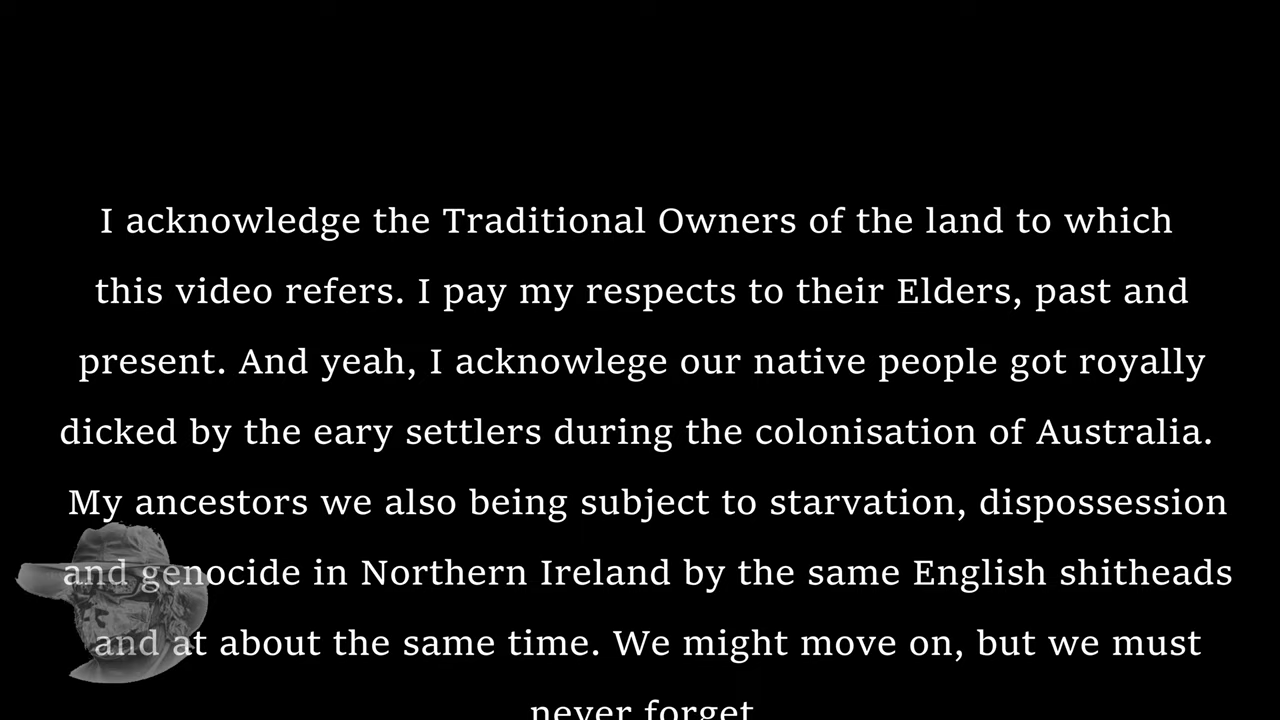 I acknowledge the Traditional Owners of the land to which
this video refers. I pay my respects to their Elders, past and
present. And yeah, I acknowlege our native people got royally
dicked by the eary settlers during the colonisation of Australia.
My ancestors we also being subject to starvation, dispossession
and genocide in Northern Ireland by the same English shitheads
and at about the same time. We might move on, but we must
never forget